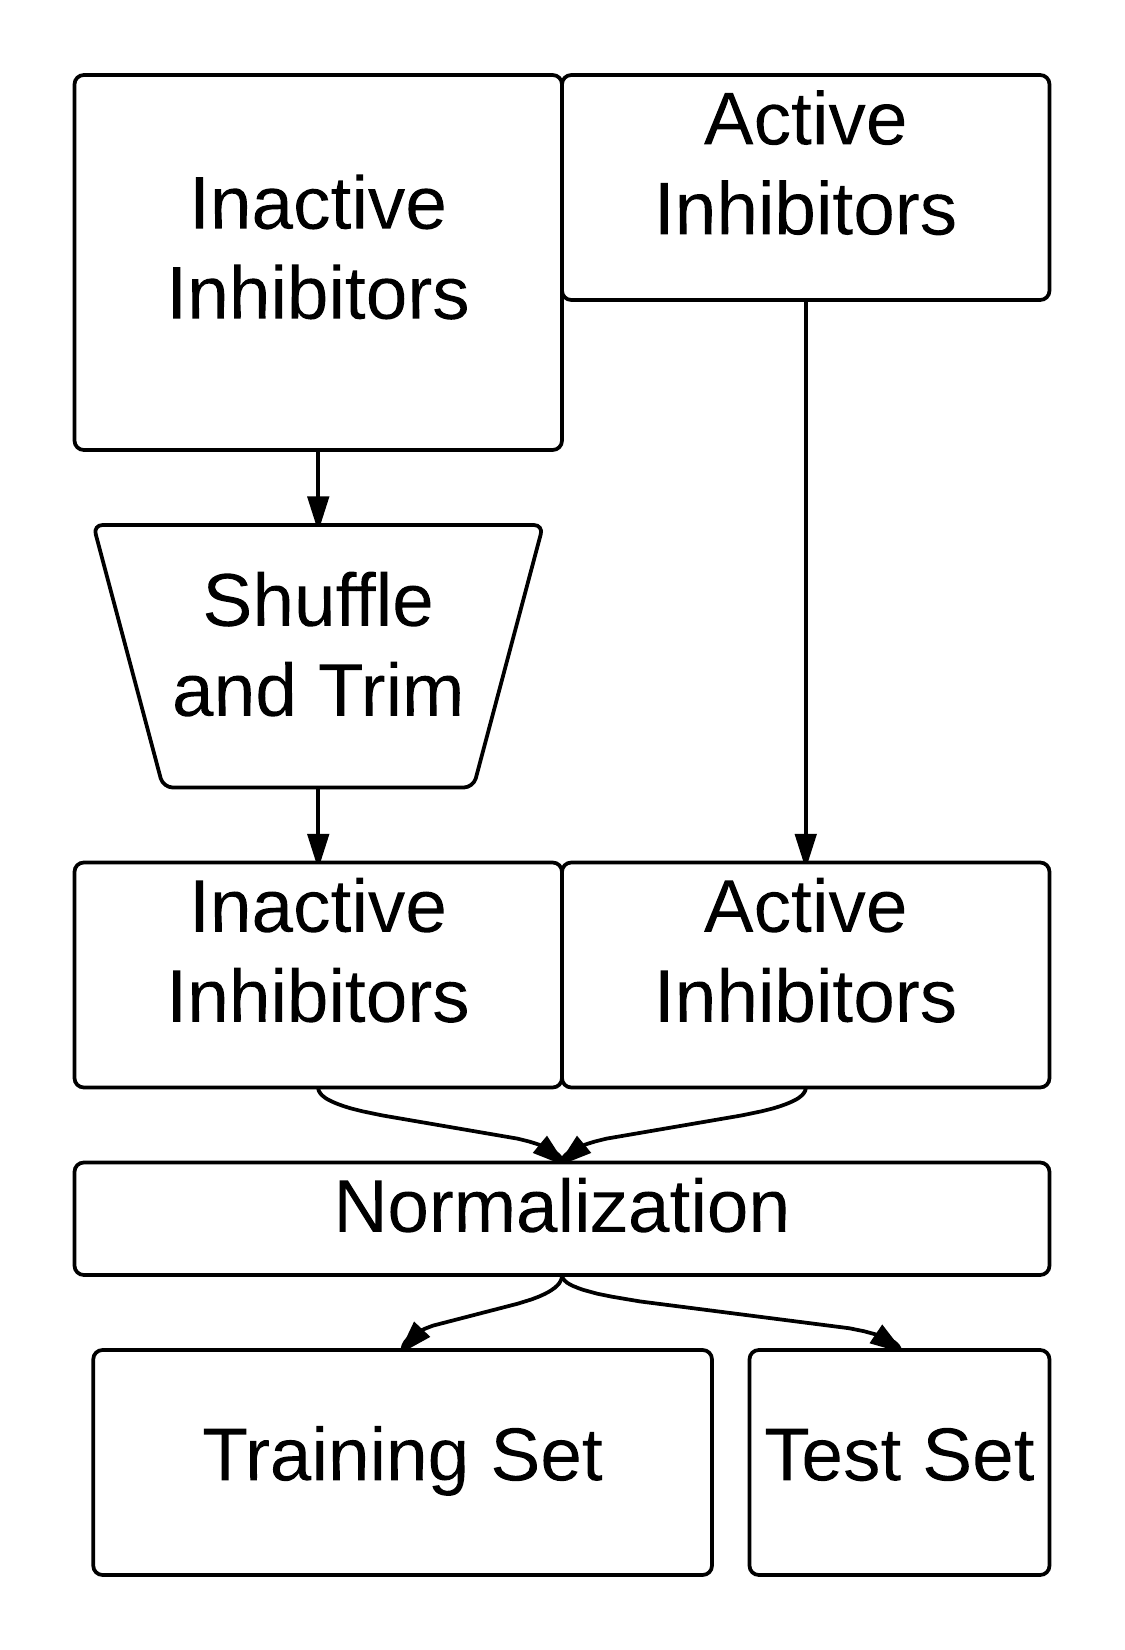 Inactive
Inhibitors
Active
Inhibitors
Shuffle
and Trim
Inactive
Inhibitors
Active
Inhibitors
Normalization
Training Set
Test Set